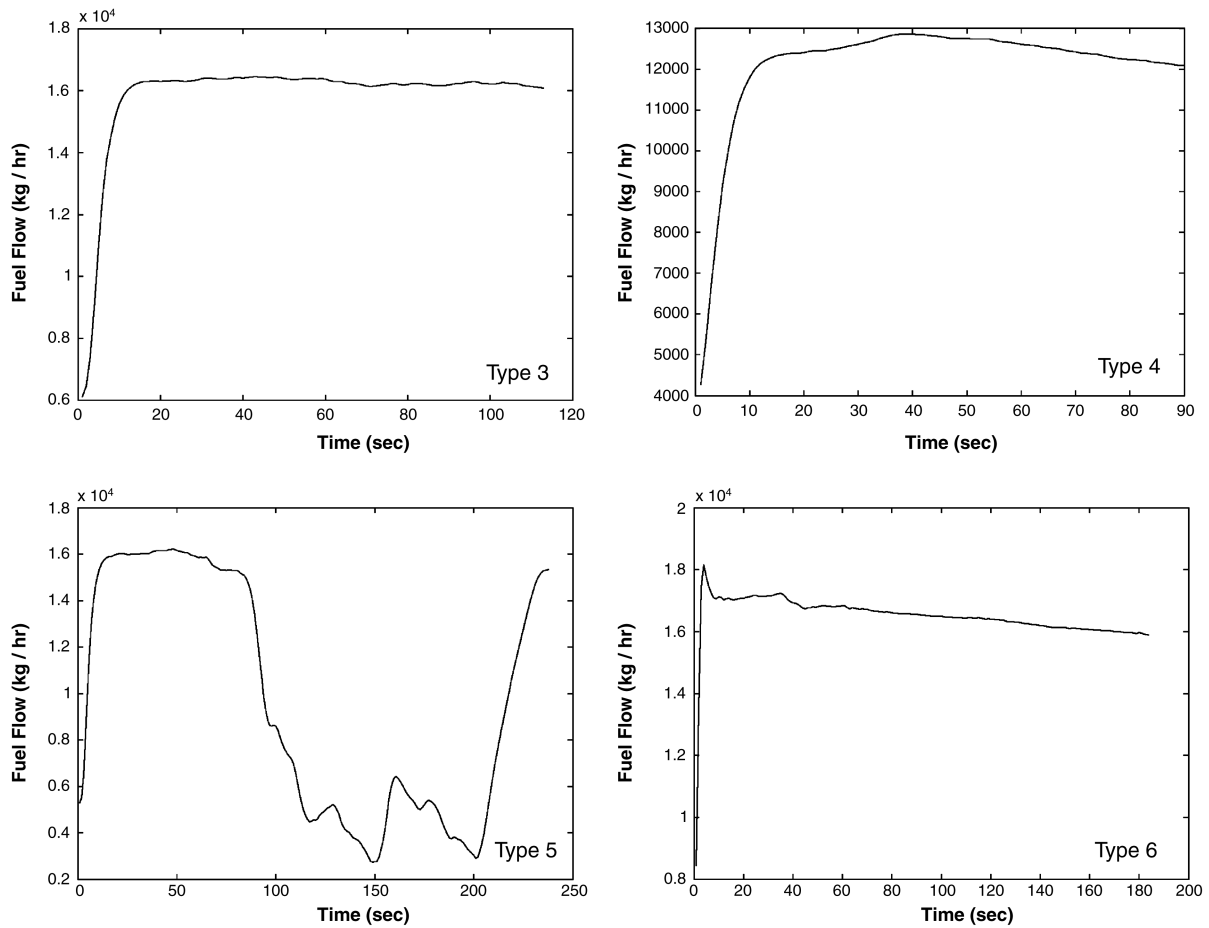 x 10⁴
1.8
1.6
1.4
1.2
1
0.8
0.6
0 20 40 60 80 100 120
Fuel Flow (kg / hr)
Time (sec)
Type 3
13000
12000
11000
10000
9000
8000
7000
6000
5000
4000
0 10 20 30 40 50 60 70 80 90
Fuel Flow (kg / hr)
Time (sec)
Type 4
x 10⁴
1.8
1.6
1.4
1.2
1
0.8
0.6
0.4
0.2
0 50 100 150 200 250
Fuel Flow (kg / hr)
Time (sec)
Type 5
x 10⁴
2
1.8
1.6
1.4
1.2
1
0.8
0 20 40 60 80 100 120 140 160 180 200
Fuel Flow (kg / hr)
Time (sec)
Type 6